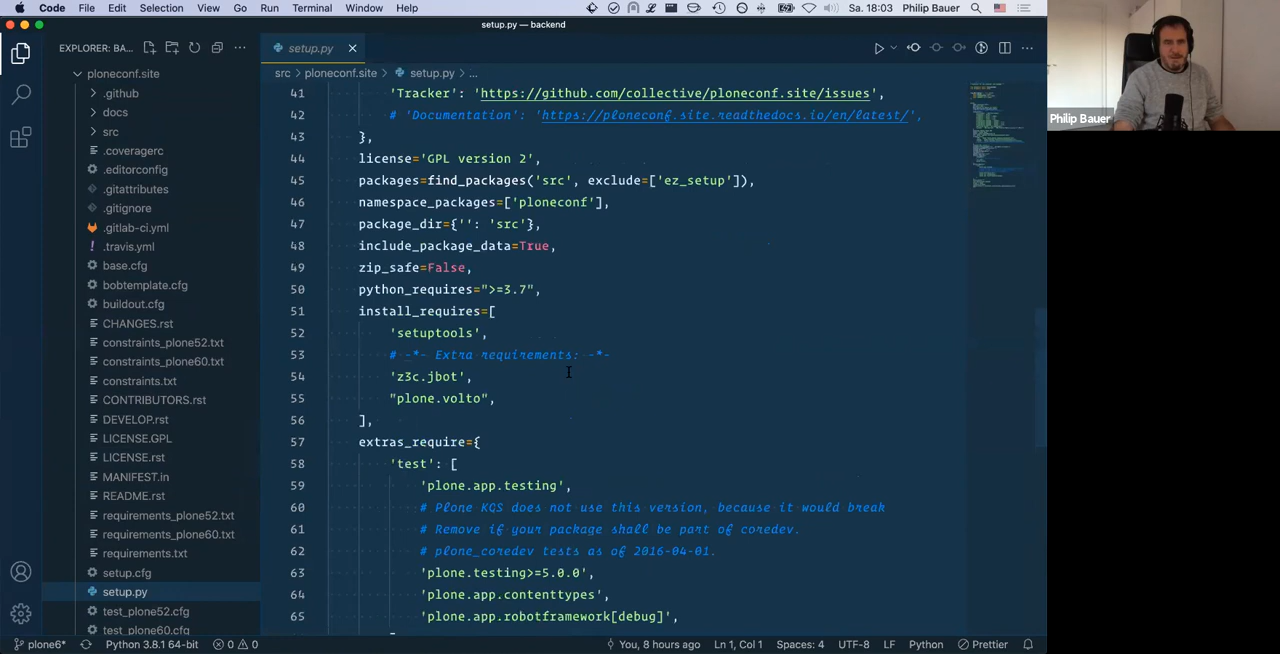 Code File Edit Selection View Go Run Terminal Window Help Sa. 18:03 Philip Bauer
setup.py — backend
EXPLORER: BA... setup.py
ploneconf.site src ploneconf.site setup.py ...
.github
docs
src
.coveragerc
.editorconfig
.gitattributes
.gitignore
.gitlab-ci.yml
.travis.yml
base.cfg
bobtemplate.cfg
buildout.cfg
CHANGES.rst
constraints_plone52.txt
constraints_plone60.txt
constraints.txt
CONTRIBUTORS.rst
DEVELOP.rst
LICENSE.GPL
LICENSE.rst
MANIFEST.in
README.rst
requirements_plone52.txt
requirements_plone60.txt
requirements.txt
setup.cfg
setup.py
test_plone52.cfg
test_plone60.cfg
41 'Tracker': 'https://github.com/collective/ploneconf.site/issues',
42 # 'Documentation': 'https://ploneconf.site.readthedocs.io/en/latest/',
43 },
44 license='GPL version 2',
45 packages=find_packages('src', exclude=['ez_setup']),
46 namespace_packages=['ploneconf'],
47 package_dir={'': 'src'},
48 include_package_data=True,
49 zip_safe=False,
50 python_requires=">=3.7",
51 install_requires=[
52 'setuptools',
53 # -*- Extra requirements: -*-
54 'z3c.jbot',
55 "plone.volto",
56 ],
57 extras_require={
58 'test': [
59 'plone.app.testing',
60 # Plone KGS does not use this version, because it would break
61 # Remove if your package shall be part of coredev.
62 # plone_coredev tests as of 2016-04-01.
63 'plone.testing>=5.0.0',
64 'plone.app.contenttypes',
65 'plone.app.robotframework[debug]',
Philip Bauer
plone6* Python 3.8.1 64-bit 0 0 You, 8 hours ago Ln 1, Col 1 Spaces: 4 UTF-8 LF Python Prettier